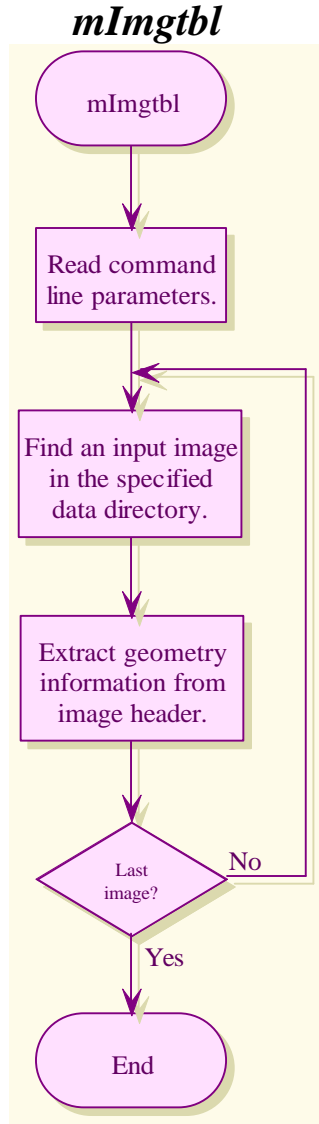 mImgtbl
mImgtbl
Read command
line parameters.
Find an input image
in the specified
data directory.
Extract geometry
information from
image header.
Last
image?
No
Yes
End